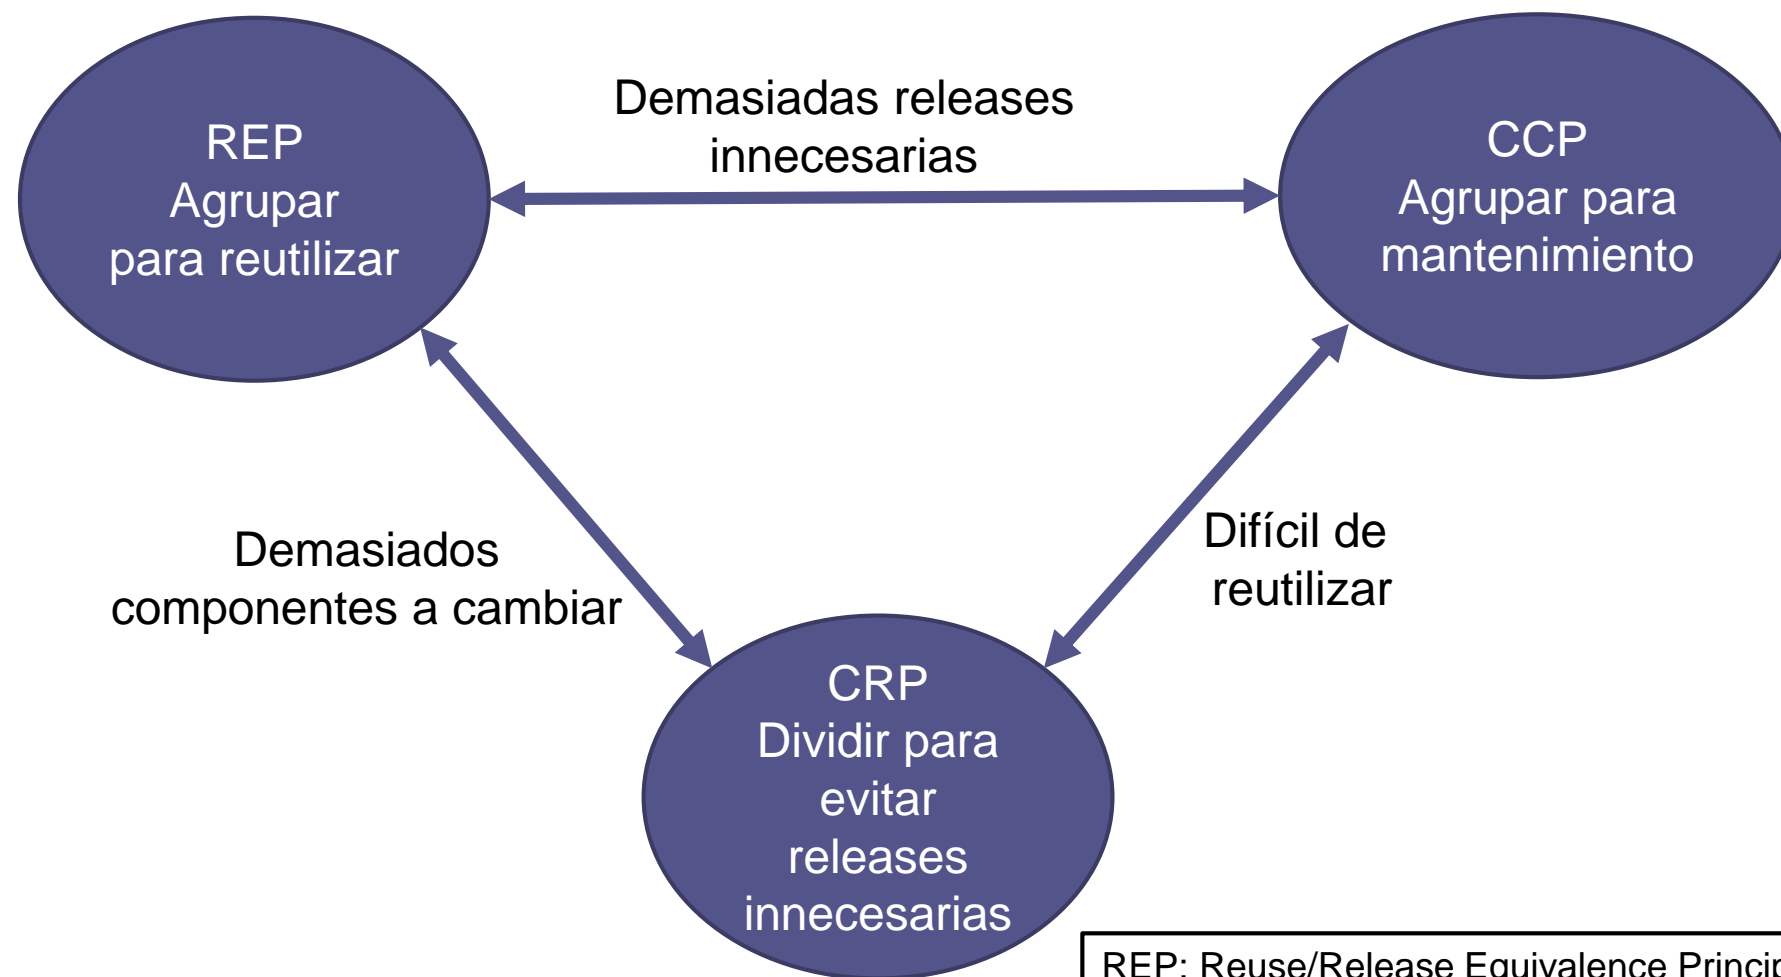 REP
Agrupar
para reutilizar
Demasiadas releases
innecesarias
CCP
Agrupar para
mantenimiento
Demasiados
componentes a cambiar
Difícil de
reutilizar
CRP
Dividir para
evitar
releases
innecesarias
REP: Reuse/Release Equivalence